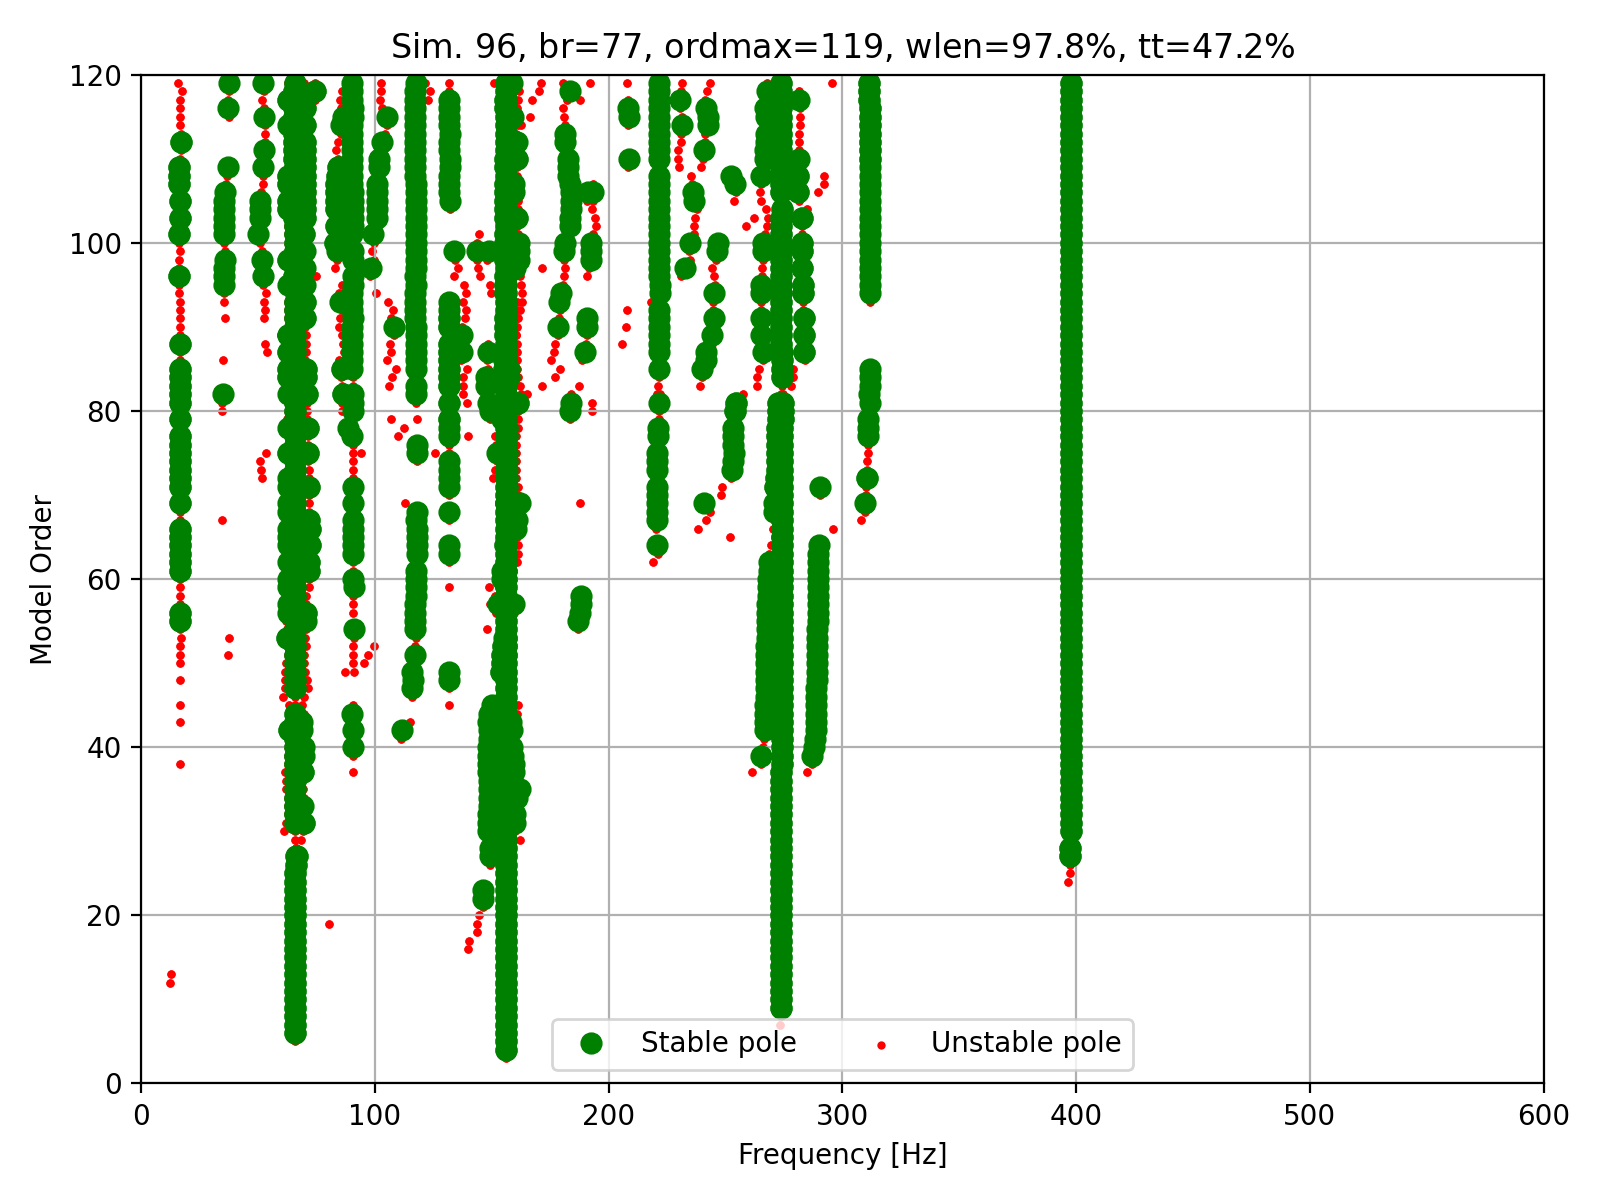 Sim. 96, br=77, ordmax=119, wlen=97.8%, tt=47.2%
120
100
80
60
40
20
0
Model Order
Stable pole
Unstable pole
0 100 200 300 400 500 600
Frequency [Hz]